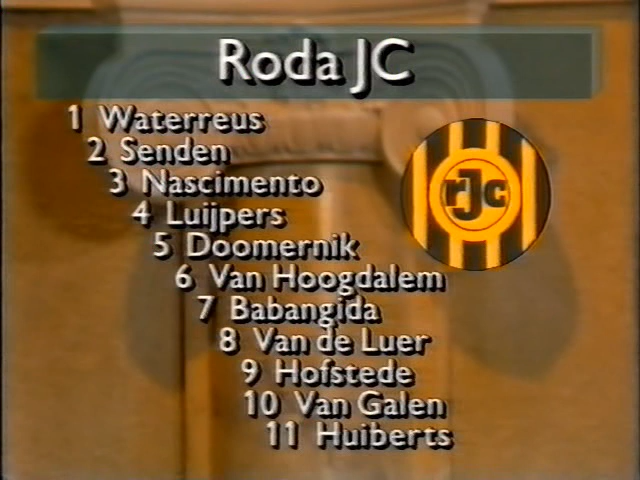 Roda JC
1 Waterreus
2 Senden
3 Nascimento
4 Luijpers
5 Doomernik
6 Van Hoogdalem
7 Babangida
8 Van de Luer
9 Hofstede
10 Van Galen
11 Huiberts
rJc